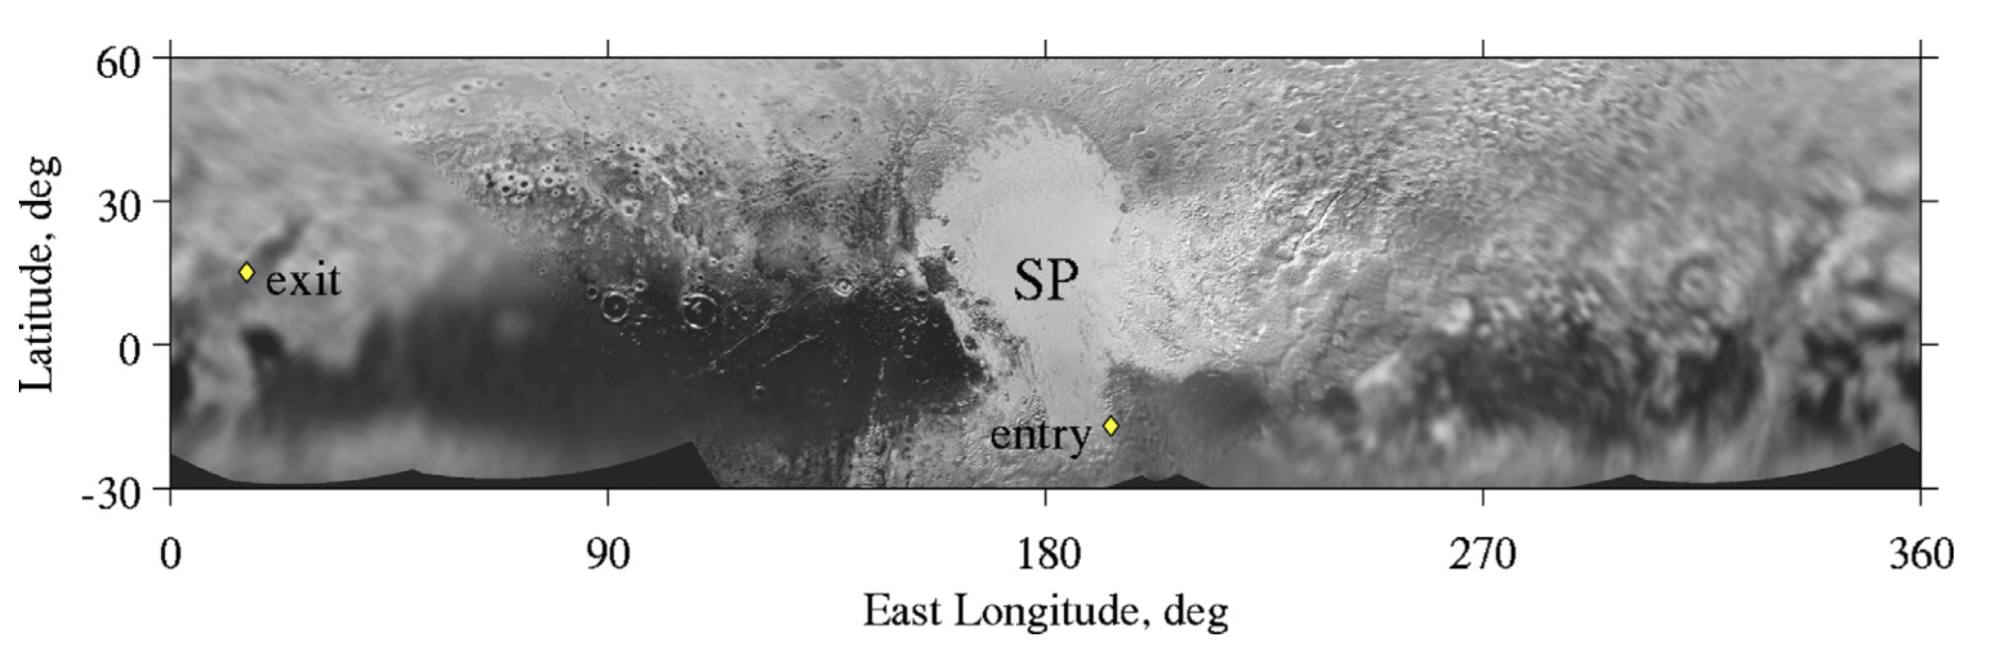 60
30
0
-30
Latitude, deg
exit
SP
entry
0 90 180 270 360
East Longitude, deg